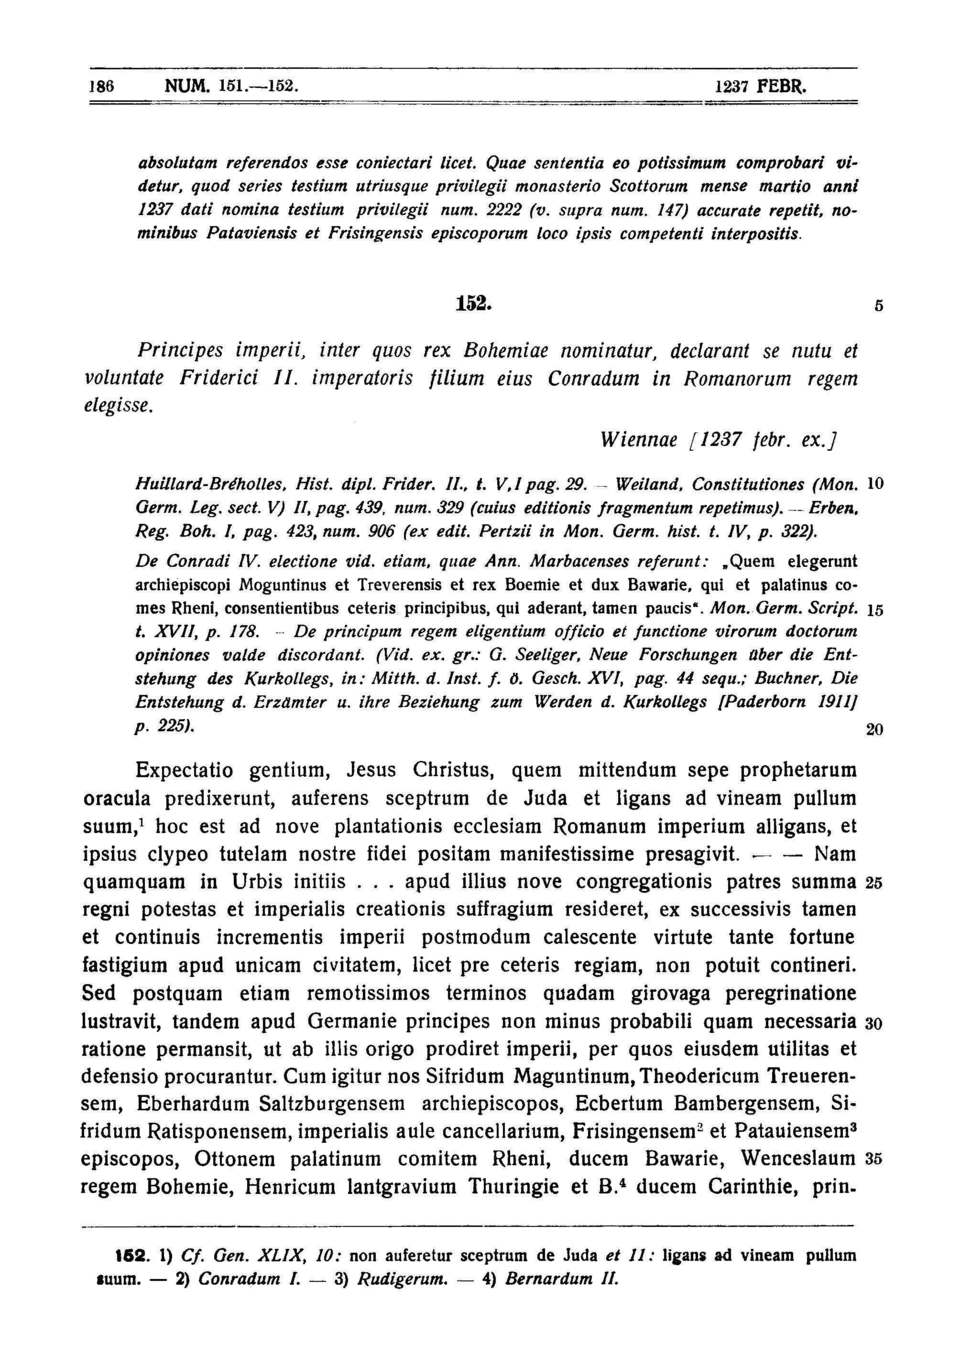 186 NUM. 151.—152. 1237 FEBR.
absolutam referendos esse coniectari licet. Quae sententia eo potissimum comprobari vi-
detur, quod series testium utriusque privilegii monasterio Scottorum mense martio anni
1237 dati nomina testium privilegii num. 2222 (v. supra num. 147) accurate repetit, no-
minibus Pataviensis et Frisingensis episcoporum loco ipsis competenti interpositis.
152. 5
Principes imperii, inter quos rex Bohemiae nominatur, declarant se nutu et
voluntate Friderici II. imperatoris filium eius Conradum in Romanorum regem
elegisse.
Wiennae [1237 febr. ex.]
Huillard-Bréholles, Hist. dipl. Frider. II., t. V, I pag. 29. — Weiland, Constitutiones (Mon. 10
Germ. Leg. sect. V) II, pag. 439, num. 329 (cuius editionis fragmentum repetimus). — Erben,
Reg. Boh. I, pag. 423, num. 906 (ex edit. Pertzii in Mon. Germ. hist. t. IV, p. 322).
De Conradi IV. electione vid. etiam, quae Ann. Marbacenses referunt: „Quem elegerunt
archiepiscopi Moguntinus et Treverensis et rex Boemie et dux Bawarie, qui et palatinus co-
mes Rheni, consentientibus ceteris principibus, qui aderant, tamen paucis“. Mon. Germ. Script. 15
t. XVII, p. 178. — De principum regem eligentium officio et functione virorum doctorum
opiniones valde discordant. (Vid. ex. gr.: G. Seeliger, Neue Forschungen über die Ent-
stehung des Kurkollegs, in: Mitth. d. Inst. f. ö. Gesch. XVI, pag. 44 sequ.; Buchner, Die
Entstehung d. Erzämter u. ihre Beziehung zum Werden d. Kurkollegs [Paderborn 1911]
p. 225). 20
Expectatio gentium, Jesus Christus, quem mittendum sepe prophetarum
oracula predixerunt, auferens sceptrum de Juda et ligans ad vineam pullum
suum,¹ hoc est ad nove plantationis ecclesiam Romanum imperium alligans, et
ipsius clypeo tutelam nostre fidei positam manifestissime presagivit. — — Nam
quamquam in Urbis initiis . . . apud illius nove congregationis patres summa 25
regni potestas et imperialis creationis suffragium resideret, ex successivis tamen
et continuis incrementis imperii postmodum calescente virtute tante fortune
fastigium apud unicam civitatem, licet pre ceteris regiam, non potuit contineri.
Sed postquam etiam remotissimos terminos quadam girovaga peregrinatione
lustravit, tandem apud Germanie principes non minus probabili quam necessaria 30
ratione permansit, ut ab illis origo prodiret imperii, per quos eiusdem utilitas et
defensio procurantur. Cum igitur nos Sifridum Maguntinum, Theodericum Treueren-
sem, Eberhardum Saltzburgensem archiepiscopos, Ecbertum Bambergensem, Si-
fridum Ratisponensem, imperialis aule cancellarium, Frisingensem² et Patauiensem³
episcopos, Ottonem palatinum comitem Rheni, ducem Bawarie, Wenceslaum 35
regem Bohemie, Henricum lantgravium Thuringie et B.⁴ ducem Carinthie, prin-
152. 1) Cf. Gen. XLIX, 10: non auferetur sceptrum de Juda et 11: ligans ad vineam pullum
suum. — 2) Conradum I. — 3) Rudigerum. — 4) Bernardum II.